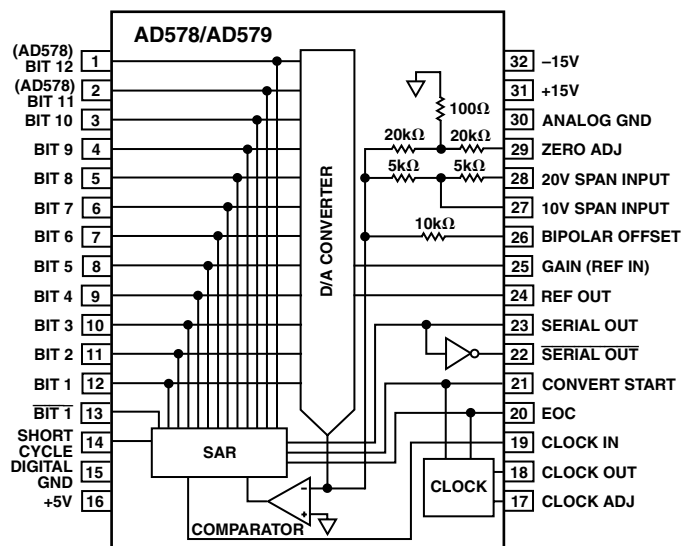 AD578/AD579
(AD578)
BIT 12 1
(AD578)
BIT 11 2
BIT 10 3
BIT 9 4
BIT 8 5
BIT 7 6
BIT 6 7
BIT 5 8
BIT 4 9
BIT 3 10
BIT 2 11
BIT 1 12
BIT 1 13
SHORT
CYCLE 14
DIGITAL
GND 15
+5V 16
D/A CONVERTER
SAR
COMPARATOR
–
+
CLOCK
100Ω
20kΩ 20kΩ
5kΩ 5kΩ
10kΩ
32 –15V
31 +15V
30 ANALOG GND
29 ZERO ADJ
28 20V SPAN INPUT
27 10V SPAN INPUT
26 BIPOLAR OFFSET
25 GAIN (REF IN)
24 REF OUT
23 SERIAL OUT
22 SERIAL OUT
21 CONVERT START
20 EOC
19 CLOCK IN
18 CLOCK OUT
17 CLOCK ADJ